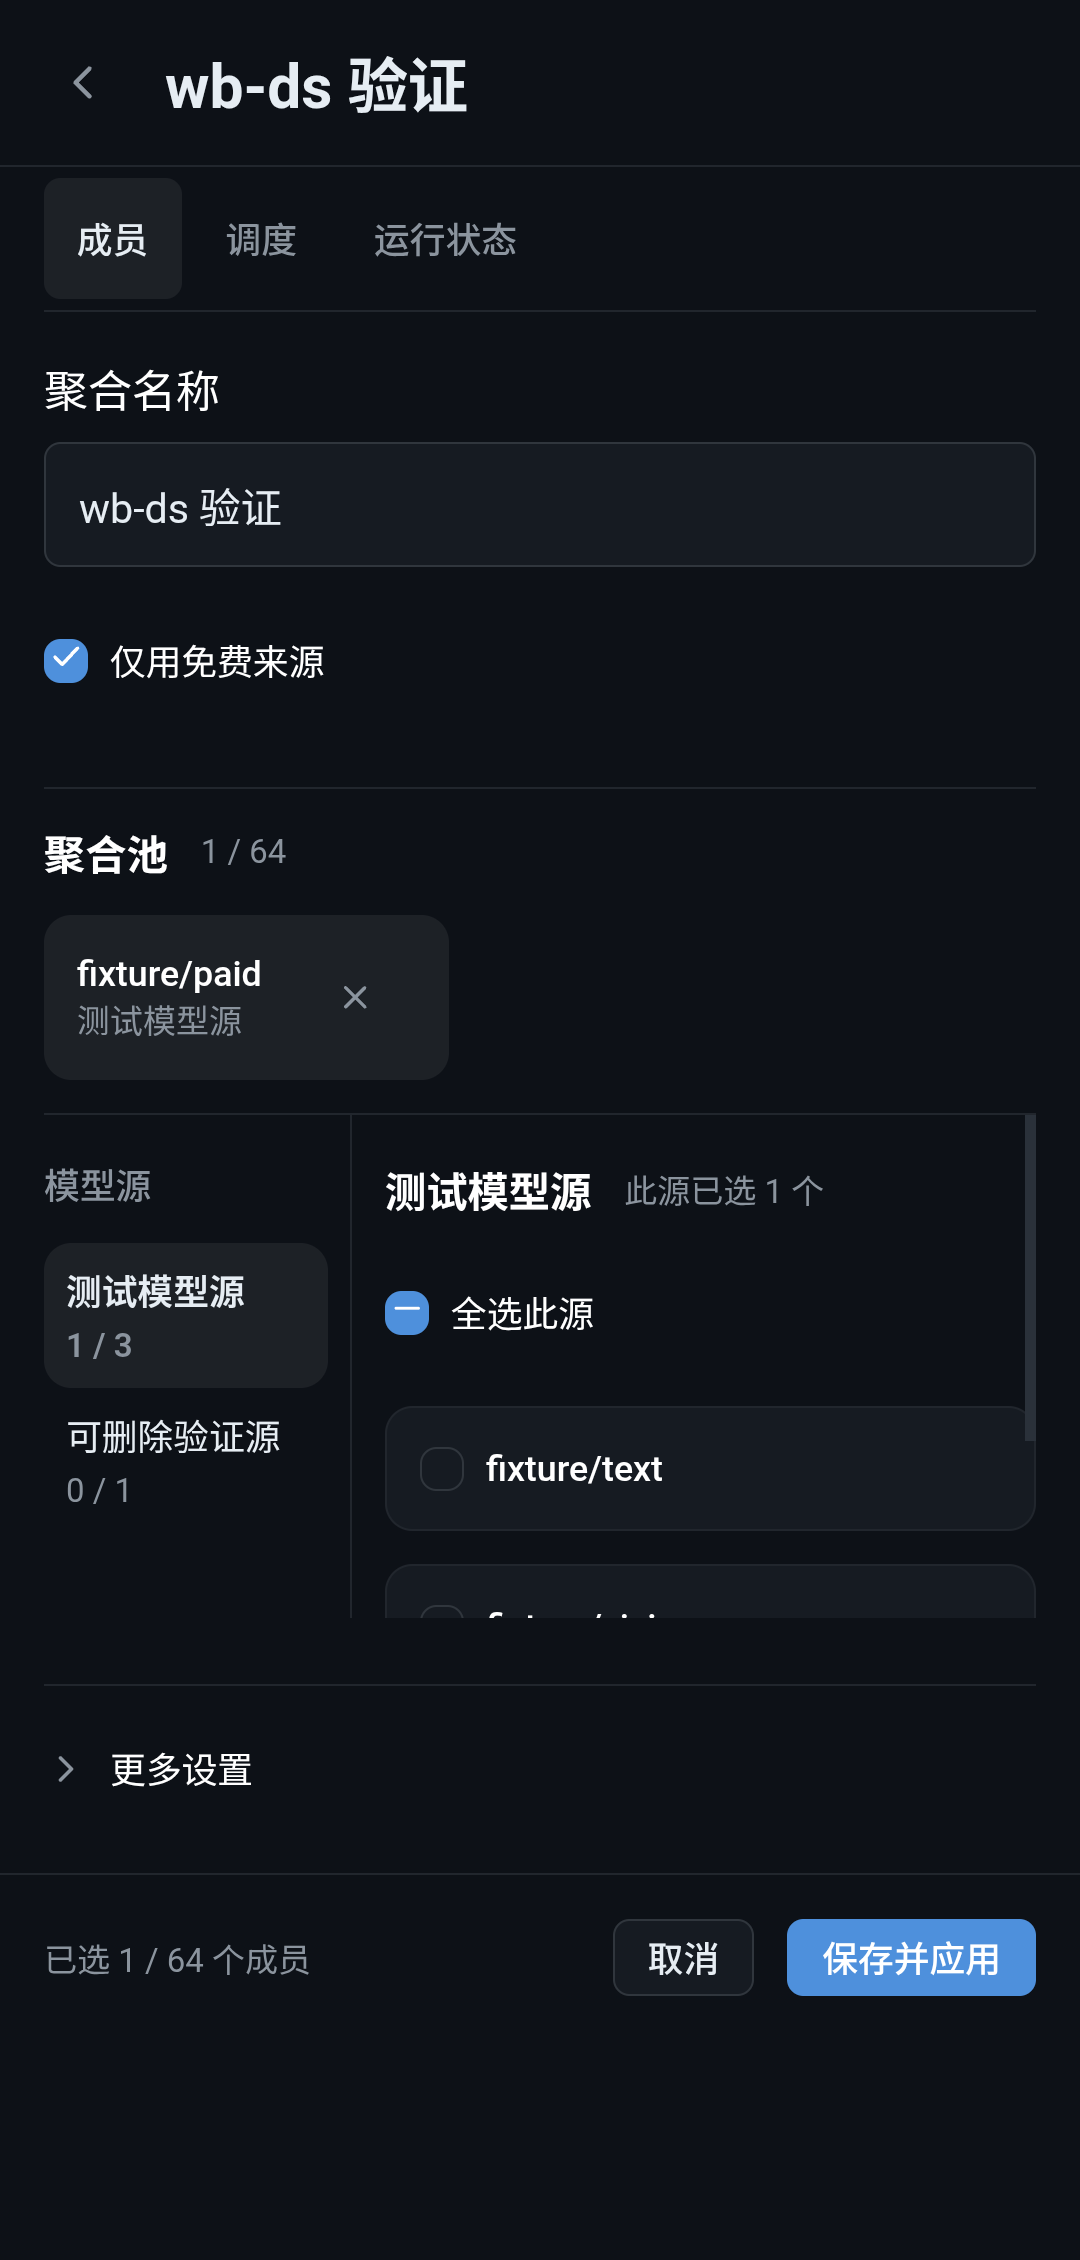 wb-ds 验证
成员
调度
运行状态
聚合名称
wb-ds 验证
仅用免费来源
聚合池 1 / 64
fixture/paid
测试模型源
模型源
测试模型源
1 / 3
可删除验证源
0 / 1
测试模型源 此源已选 1 个
全选此源
fixture/text
更多设置
已选 1 / 64 个成员
取消
保存并应用